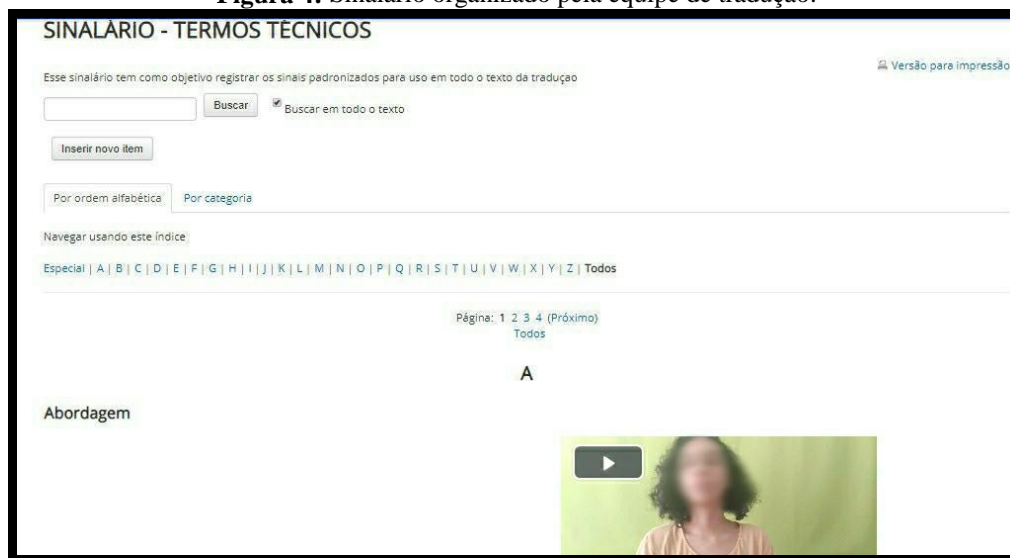 Figura 4: Sinalário organizado pela equipe de tradução.
SINALÁRIO - TERMOS TÉCNICOS
Versão para impressão
Esse sinalário tem como objetivo registrar os sinais padronizados para uso em todo o texto da traduçao
Buscar Buscar em todo o texto
Inserir novo item
Por ordem alfabética Por categoria
Navegar usando este índice
Especial | A | B | C | D | E | F | G | H | I | J | K | L | M | N | O | P | Q | R | S | T | U | V | W | X | Y | Z | Todos
Página: 1 2 3 4 (Próximo)
Todos
A
Abordagem